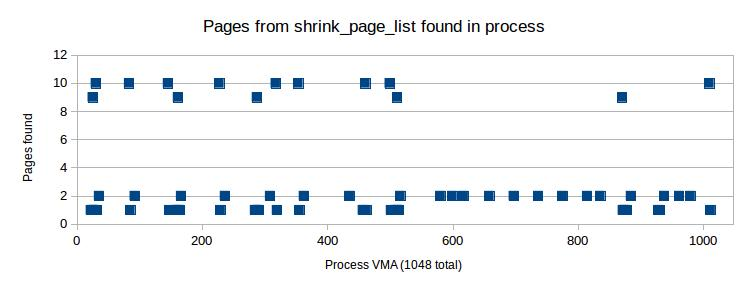 Pages from shrink_page_list found in process
Pages found
12
10
8
6
4
2
0
0 200 400 600 800 1000
Process VMA (1048 total)